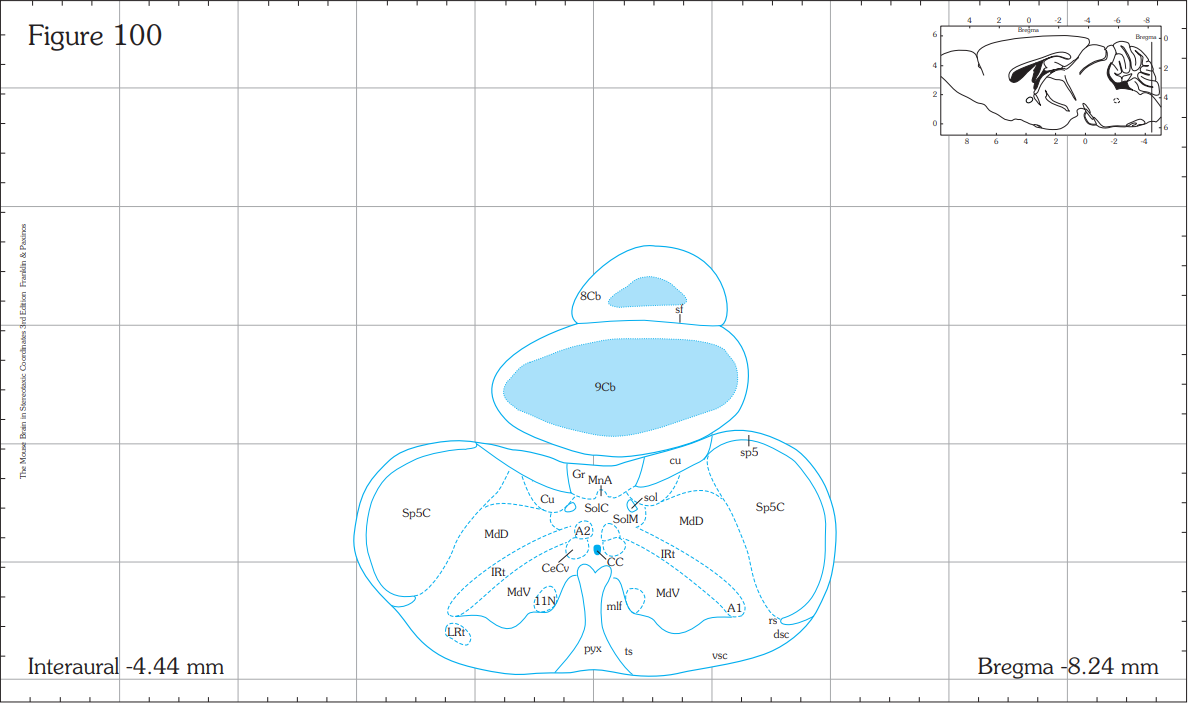 Figure 100
4 2 0 -2 -4 -6 -8
Bregma
Bregma
6 4 2 0
0 2 4 6
8 6 4 2 0 -2 -4
The Mouse Brain in Stereotaxic Coordinates 3rd Edition Franklin & Paxinos
8Cb
sf
9Cb
sp5
cu
Gr
MnA
Cu
sol
SolC
SolM
Sp5C
Sp5C
MdD
A2
MdD
IRt
CeCv
CC
IRt
MdV
11N
mlf
MdV
A1
LRt
rs
dsc
pyx
ts
vsc
Interaural -4.44 mm
Bregma -8.24 mm